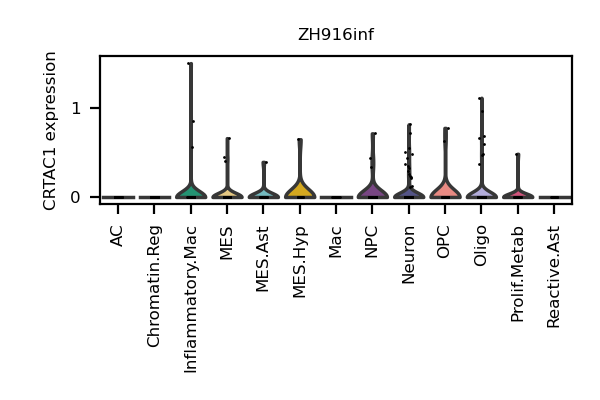 ZH916inf
CRTAC1 expression
1
0
AC
Chromatin.Reg
Inflammatory.Mac
MES
MES.Ast
MES.Hyp
Mac
NPC
Neuron
OPC
Oligo
Prolif.Metab
Reactive.Ast